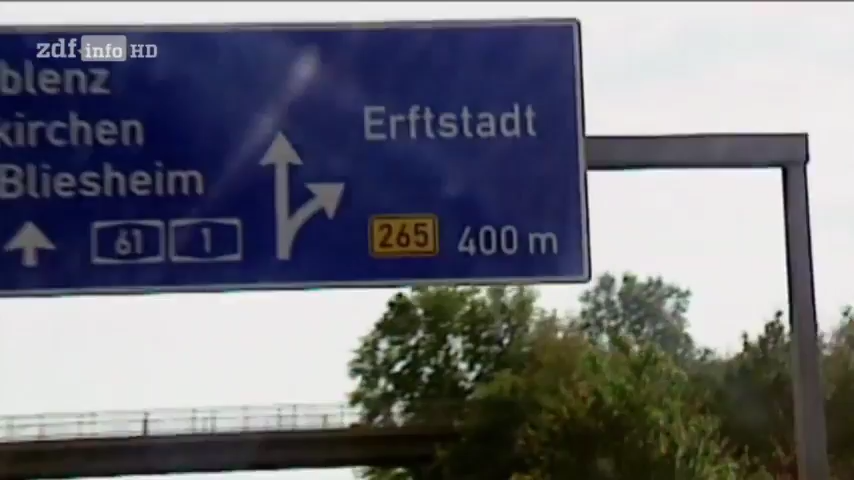 zdf info HD
blenz
kirchen
Bliesheim
61 1
Erftstadt
265 400 m